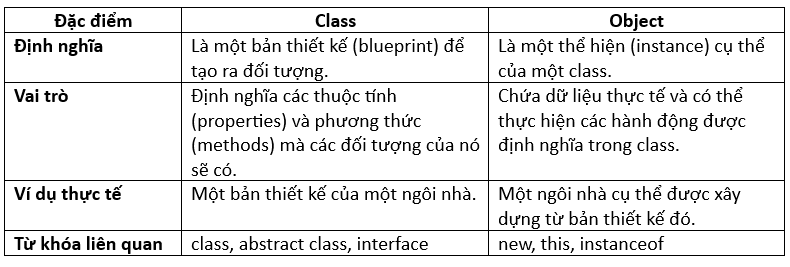 Đặc điểm Class Object
Định nghĩa
Là một bản thiết kế (blueprint) để
tạo ra đối tượng.
Là một thể hiện (instance) cụ thể
của một class.
Vai trò
Định nghĩa các thuộc tính
(properties) và phương thức
(methods) mà các đối tượng của nó
sẽ có.
Chứa dữ liệu thực tế và có thể
thực hiện các hành động được
định nghĩa trong class.
Ví dụ thực tế
Một bản thiết kế của một ngôi nhà.
Một ngôi nhà cụ thể được xây
dựng từ bản thiết kế đó.
Từ khóa liên quan
class, abstract class, interface
new, this, instanceof